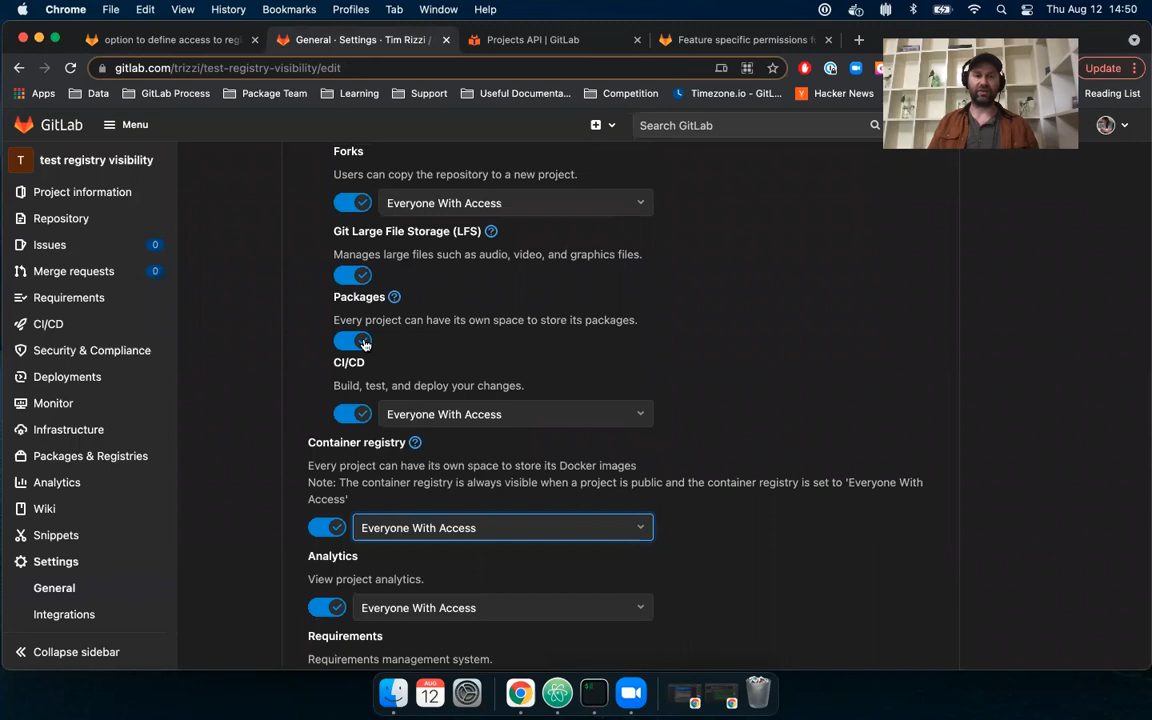 Chrome File Edit View History Bookmarks Profiles Tab Window Help Thu Aug 12 14:50
option to define access to reg
General · Settings · Tim Rizzi /
Projects API | GitLab
Feature specific permissions f
gitlab.com/trizzi/test-registry-visibility/edit
Update
Apps Data GitLab Process Package Team Learning Support Useful Documenta... Competition Timezone.io - GitL... Hacker News Reading List
GitLab Menu Search GitLab
T test registry visibility
Project information
Repository
Issues 0
Merge requests 0
Requirements
CI/CD
Security & Compliance
Deployments
Monitor
Infrastructure
Packages & Registries
Analytics
Wiki
Snippets
Settings
General
Integrations
Collapse sidebar
Forks
Users can copy the repository to a new project.
Everyone With Access
Git Large File Storage (LFS)
Manages large files such as audio, video, and graphics files.
Packages
Every project can have its own space to store its packages.
CI/CD
Build, test, and deploy your changes.
Everyone With Access
Container registry
Every project can have its own space to store its Docker images
Note: The container registry is always visible when a project is public and the container registry is set to 'Everyone With
Access'
Everyone With Access
Analytics
View project analytics.
Everyone With Access
Requirements
Requirements management system.
AUG
12